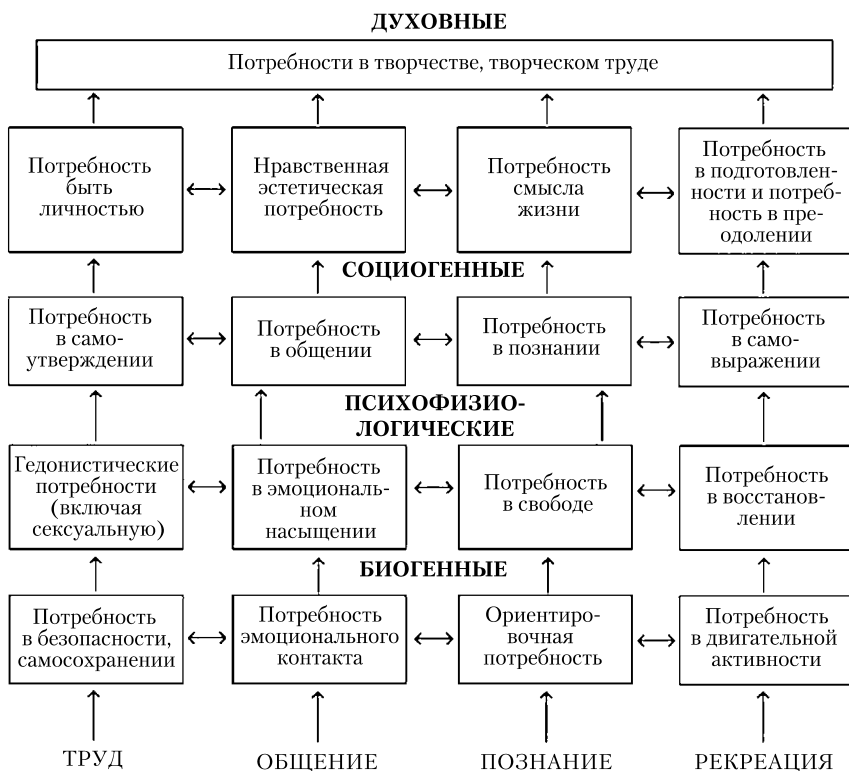 ДУХОВНЫЕ
Потребности в творчестве, творческом труде
Потребность
быть
личностью
Нравственная
эстетическая
потребность
Потребность
смысла
жизни
Потребность
в подготовлен-
ности и потреб-
ность в пре-
одолении
СОЦИОГЕННЫЕ
Потребность
в само-
утверждении
Потребность
в общении
Потребность
в познании
Потребность
в само-
выражении
ПСИХОФИЗИО-
ЛОГИЧЕСКИЕ
Гедонистические
потребности
(включая
сексуальную)
Потребность
в эмоциональ-
ном
насыщении
Потребность
в свободе
Потребность
в восстанов-
лении
БИОГЕННЫЕ
Потребность
в безопасности,
самосохранении
Потребность
эмоционального
контакта
Ориентиро-
вочная
потребность
Потребность
в двигательной
активности
ТРУД
ОБЩЕНИЕ
ПОЗНАНИЕ
РЕКРЕАЦИЯ